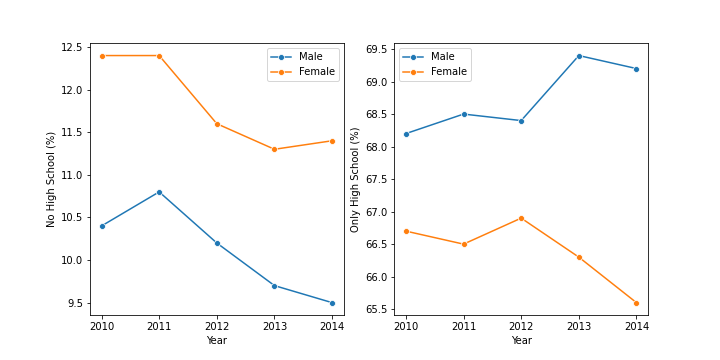 No High School (%)
12.5
12.0
11.5
11.0
10.5
10.0
9.5
Male
Female
2010 2011 2012 2013 2014
Year
Only High School (%)
69.5
69.0
68.5
68.0
67.5
67.0
66.5
66.0
65.5
Male
Female
2010 2011 2012 2013 2014
Year